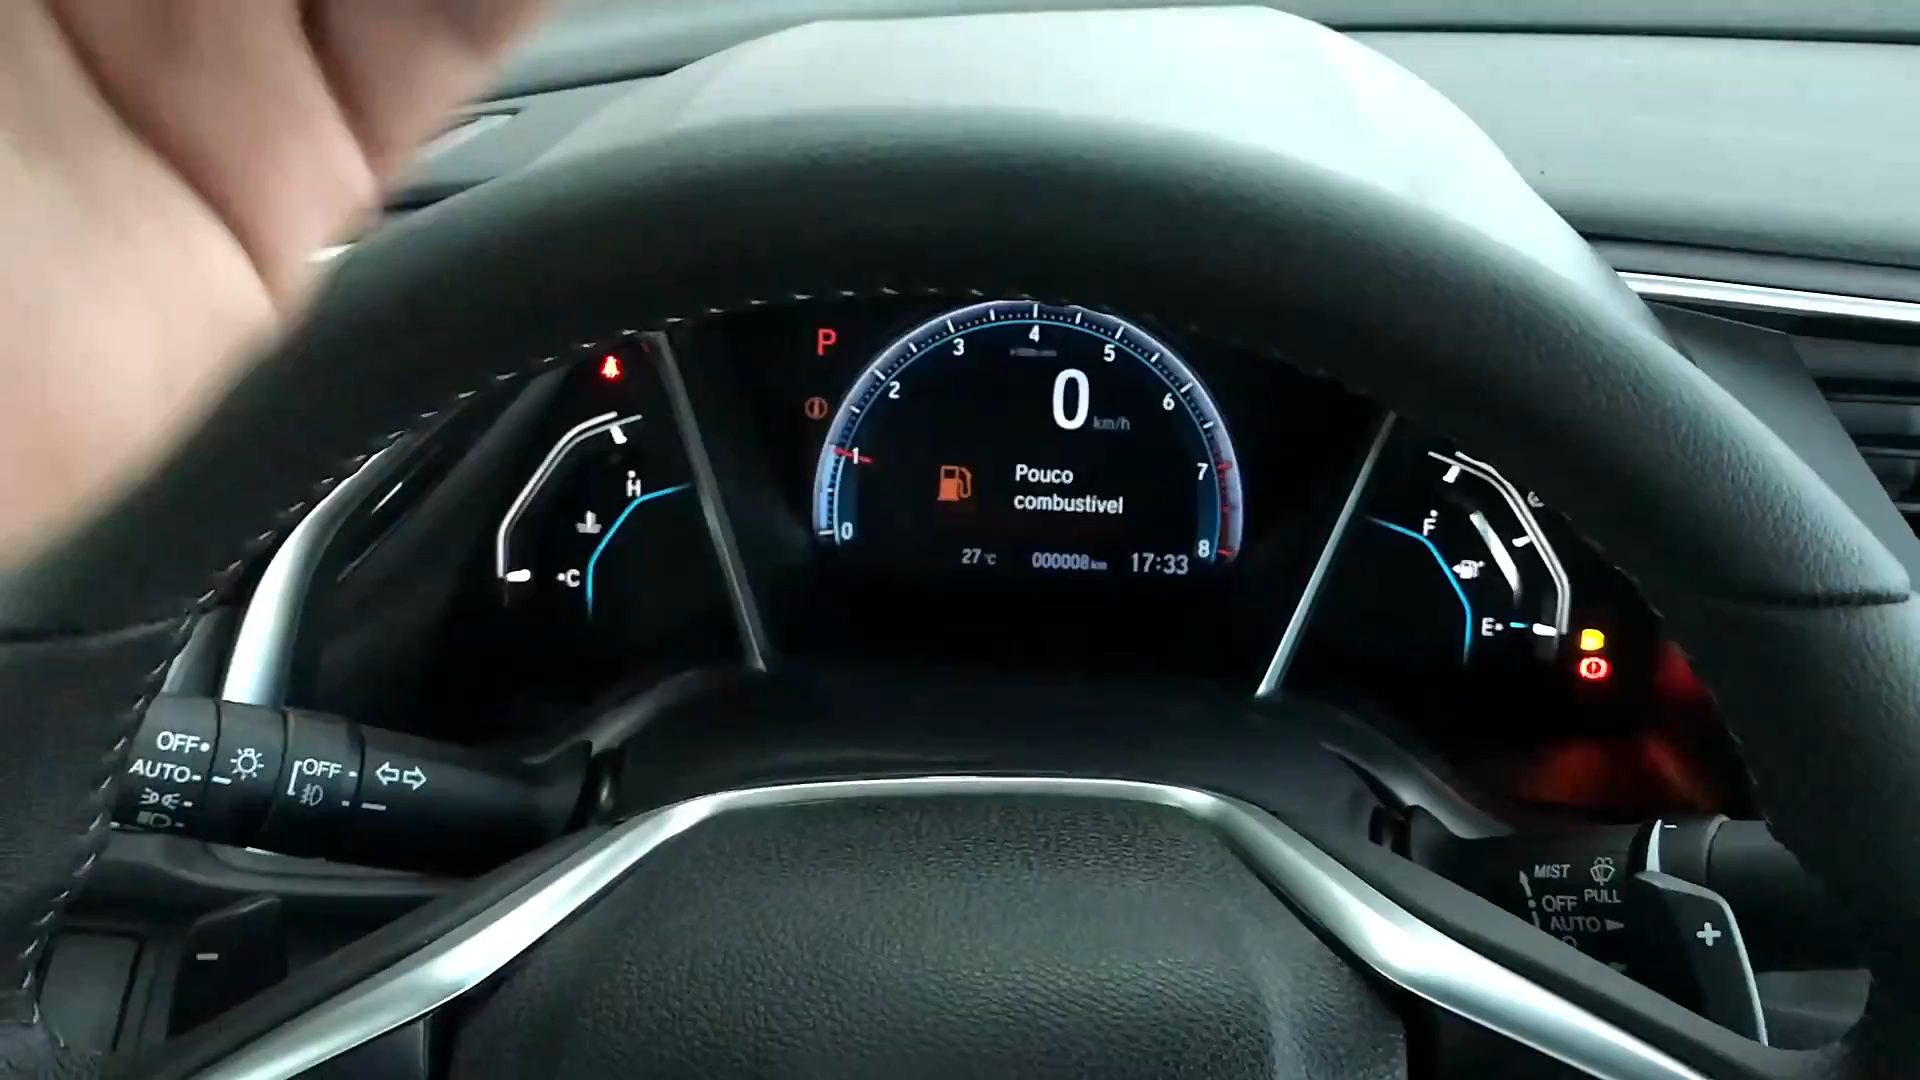 P
4
3
5
2
0 km/h
6
1
H
7
Pouco
combustível
F
0
8
27°C 000008 km 17:33
C
E
OFF
AUTO
OFF
MIST
OFF PULL
AUTO
+
-